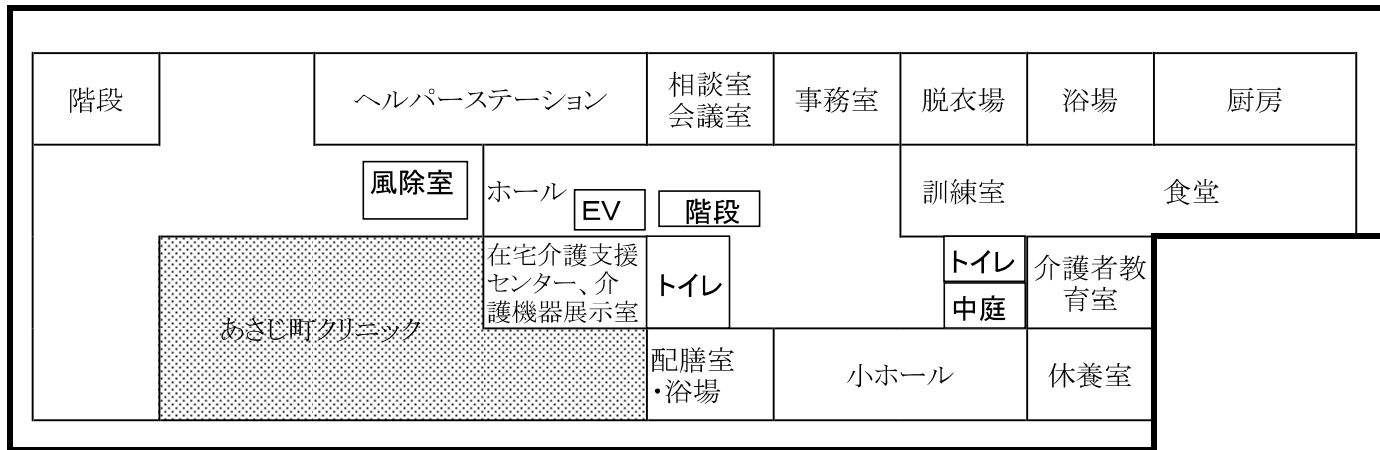 階段
ヘルパーステーション
相談室
会議室
事務室
脱衣場
浴場
厨房
風除室
ホール
EV
階段
訓練室
食堂
あさじ町クリニック
在宅介護支援
センター、介
護機器展示室
トイレ
トイレ
中庭
介護者教
育室
配膳室
・浴場
小ホール
休養室